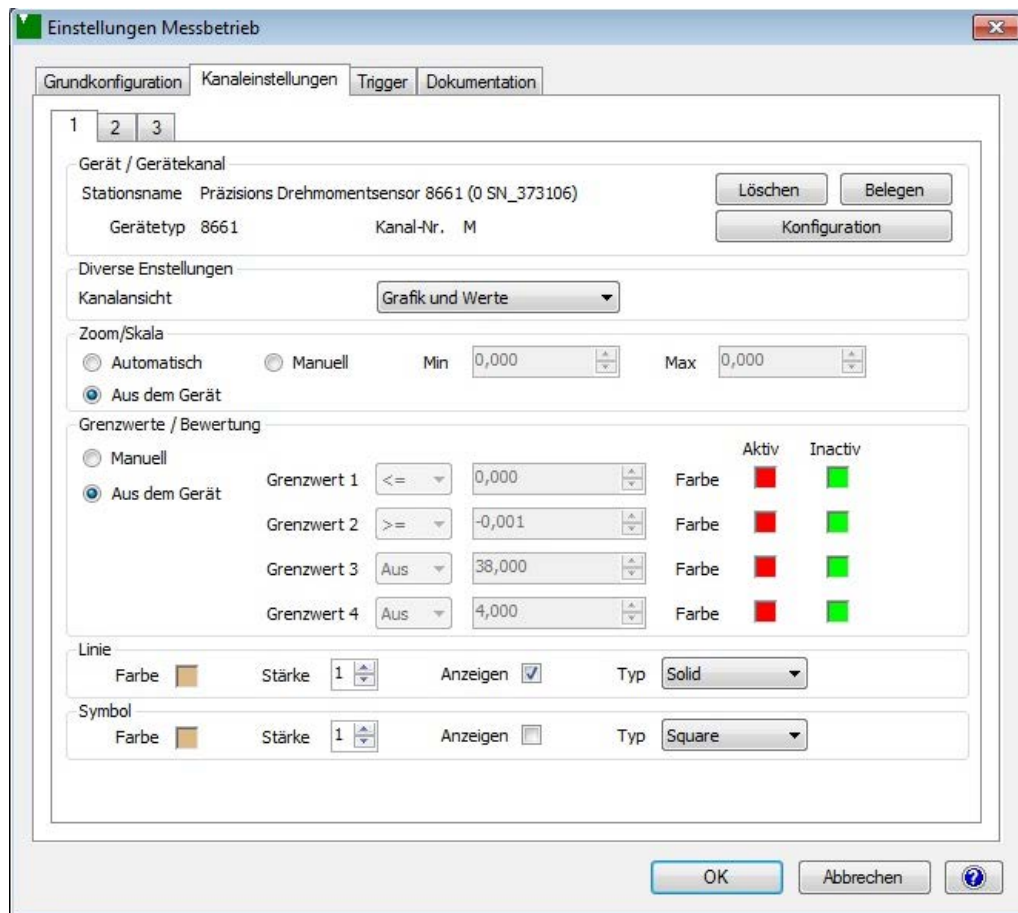 Einstellungen Messbetrieb
Grundkonfiguration Kanaleinstellungen Trigger Dokumentation
1 2 3
Gerät / Gerätekanal
Stationsname Präzisions Drehmomentsensor 8661 (0 SN_373106) Löschen Belegen
Gerätetyp 8661 Kanal-Nr. M Konfiguration
Diverse Enstellungen
Kanalansicht Grafik und Werte
Zoom/Skala
Automatisch Manuell Min 0,000 Max 0,000
Aus dem Gerät
Grenzwerte / Bewertung
Aktiv Inactiv
Manuell
Grenzwert 1 <= 0,000 Farbe
Aus dem Gerät
Grenzwert 2 >= -0,001 Farbe
Grenzwert 3 Aus 38,000 Farbe
Grenzwert 4 Aus 4,000 Farbe
Linie
Farbe Stärke 1 Anzeigen Typ Solid
Symbol
Farbe Stärke 1 Anzeigen Typ Square
OK Abbrechen ?